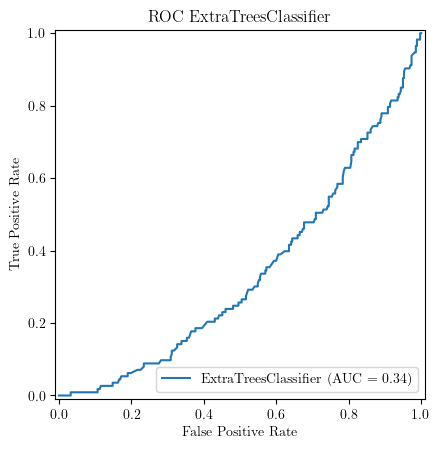 ROC ExtraTreesClassifier
True Positive Rate
1.0
0.8
0.6
0.4
0.2
0.0
ExtraTreesClassifier (AUC = 0.34)
0.0 0.2 0.4 0.6 0.8 1.0
False Positive Rate